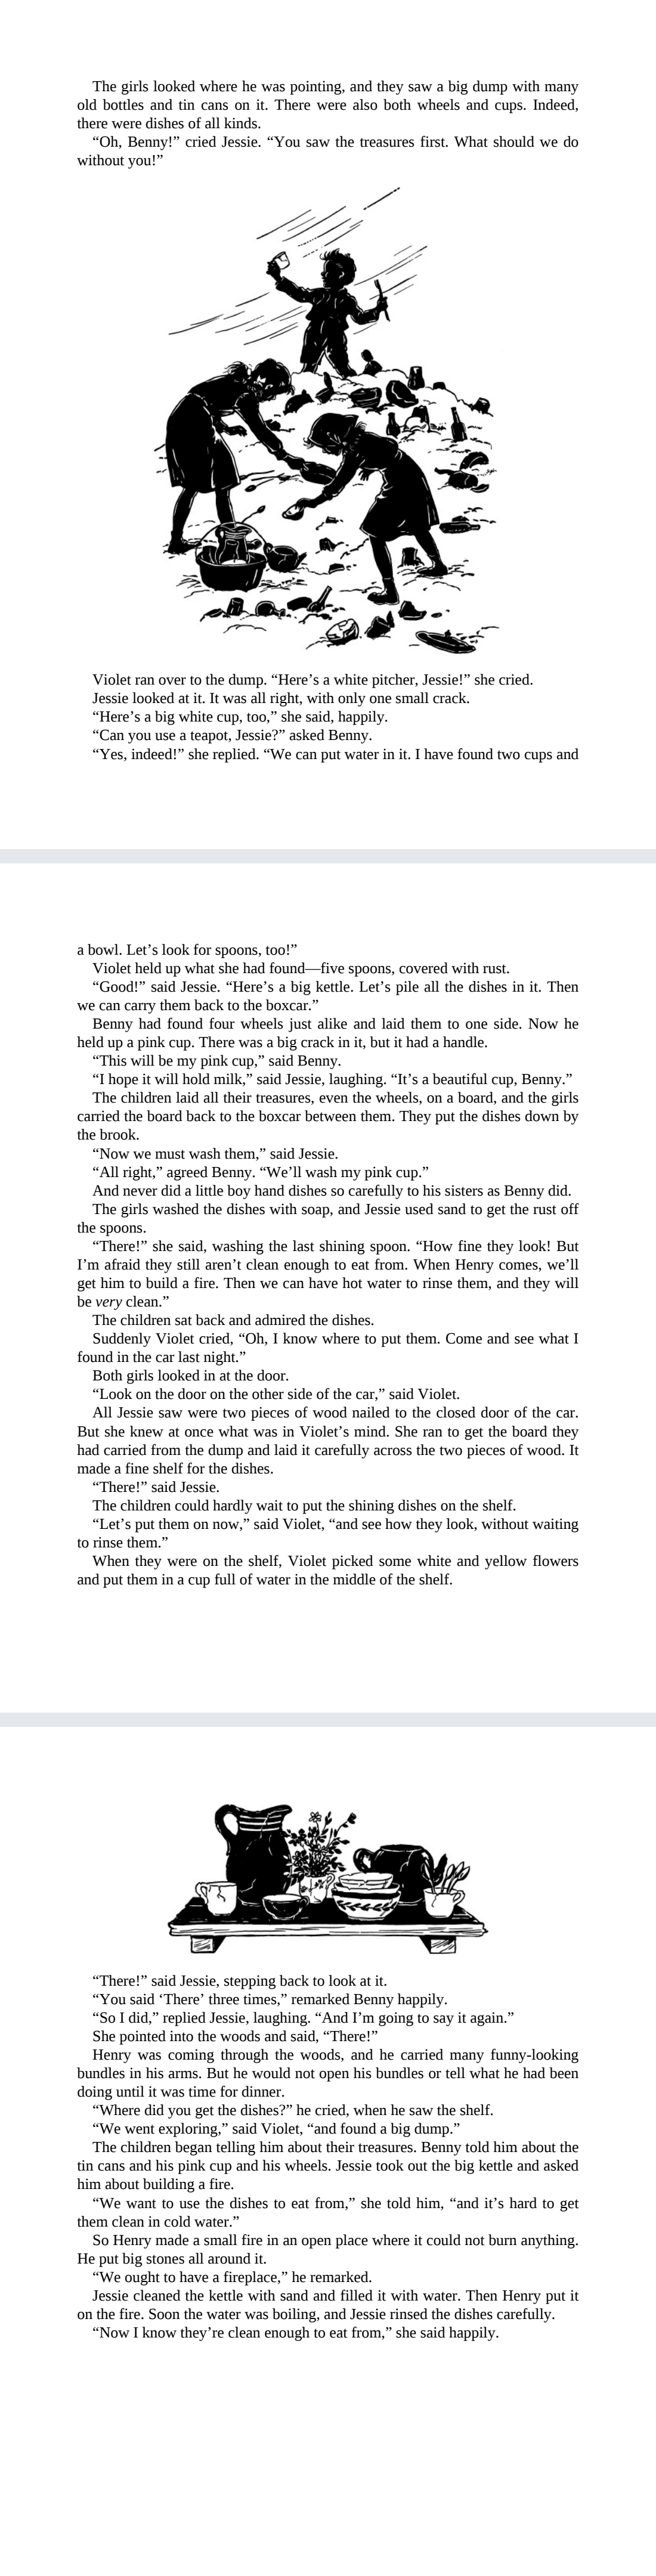 The girls looked where he was pointing, and they saw a big dump with many
old bottles and tin cans on it. There were also both wheels and cups. Indeed,
there were dishes of all kinds.
“Oh, Benny!” cried Jessie. “You saw the treasures first. What should we do
without you!”
Violet ran over to the dump. “Here’s a white pitcher, Jessie!” she cried.
Jessie looked at it. It was all right, with only one small crack.
“Here’s a big white cup, too,” she said, happily.
“Can you use a teapot, Jessie?” asked Benny.
“Yes, indeed!” she replied. “We can put water in it. I have found two cups and
a bowl. Let’s look for spoons, too!”
Violet held up what she had found—five spoons, covered with rust.
“Good!” said Jessie. “Here’s a big kettle. Let’s pile all the dishes in it. Then
we can carry them back to the boxcar.”
Benny had found four wheels just alike and laid them to one side. Now he
held up a pink cup. There was a big crack in it, but it had a handle.
“This will be my pink cup,” said Benny.
“I hope it will hold milk,” said Jessie, laughing. “It’s a beautiful cup, Benny.”
The children laid all their treasures, even the wheels, on a board, and the girls
carried the board back to the boxcar between them. They put the dishes down by
the brook.
“Now we must wash them,” said Jessie.
“All right,” agreed Benny. “We’ll wash my pink cup.”
And never did a little boy hand dishes so carefully to his sisters as Benny did.
The girls washed the dishes with soap, and Jessie used sand to get the rust off
the spoons.
“There!” she said, washing the last shining spoon. “How fine they look! But
I’m afraid they still aren’t clean enough to eat from. When Henry comes, we’ll
get him to build a fire. Then we can have hot water to rinse them, and they will
be very clean.”
The children sat back and admired the dishes.
Suddenly Violet cried, “Oh, I know where to put them. Come and see what I
found in the car last night.”
Both girls looked in at the door.
“Look on the door on the other side of the car,” said Violet.
All Jessie saw were two pieces of wood nailed to the closed door of the car.
But she knew at once what was in Violet’s mind. She ran to get the board they
had carried from the dump and laid it carefully across the two pieces of wood. It
made a fine shelf for the dishes.
“There!” said Jessie.
The children could hardly wait to put the shining dishes on the shelf.
“Let’s put them on now,” said Violet, “and see how they look, without waiting
to rinse them.”
When they were on the shelf, Violet picked some white and yellow flowers
and put them in a cup full of water in the middle of the shelf.
“There!” said Jessie, stepping back to look at it.
“You said ‘There’ three times,” remarked Benny happily.
“So I did,” replied Jessie, laughing. “And I’m going to say it again.”
She pointed into the woods and said, “There!”
Henry was coming through the woods, and he carried many funny-looking
bundles in his arms. But he would not open his bundles or tell what he had been
doing until it was time for dinner.
“Where did you get the dishes?” he cried, when he saw the shelf.
“We went exploring,” said Violet, “and found a big dump.”
The children began telling him about their treasures. Benny told him about the
tin cans and his pink cup and his wheels. Jessie took out the big kettle and asked
him about building a fire.
“We want to use the dishes to eat from,” she told him, “and it’s hard to get
them clean in cold water.”
So Henry made a small fire in an open place where it could not burn anything.
He put big stones all around it.
“We ought to have a fireplace,” he remarked.
Jessie cleaned the kettle with sand and filled it with water. Then Henry put it
on the fire. Soon the water was boiling, and Jessie rinsed the dishes carefully.
“Now I know they’re clean enough to eat from,” she said happily.